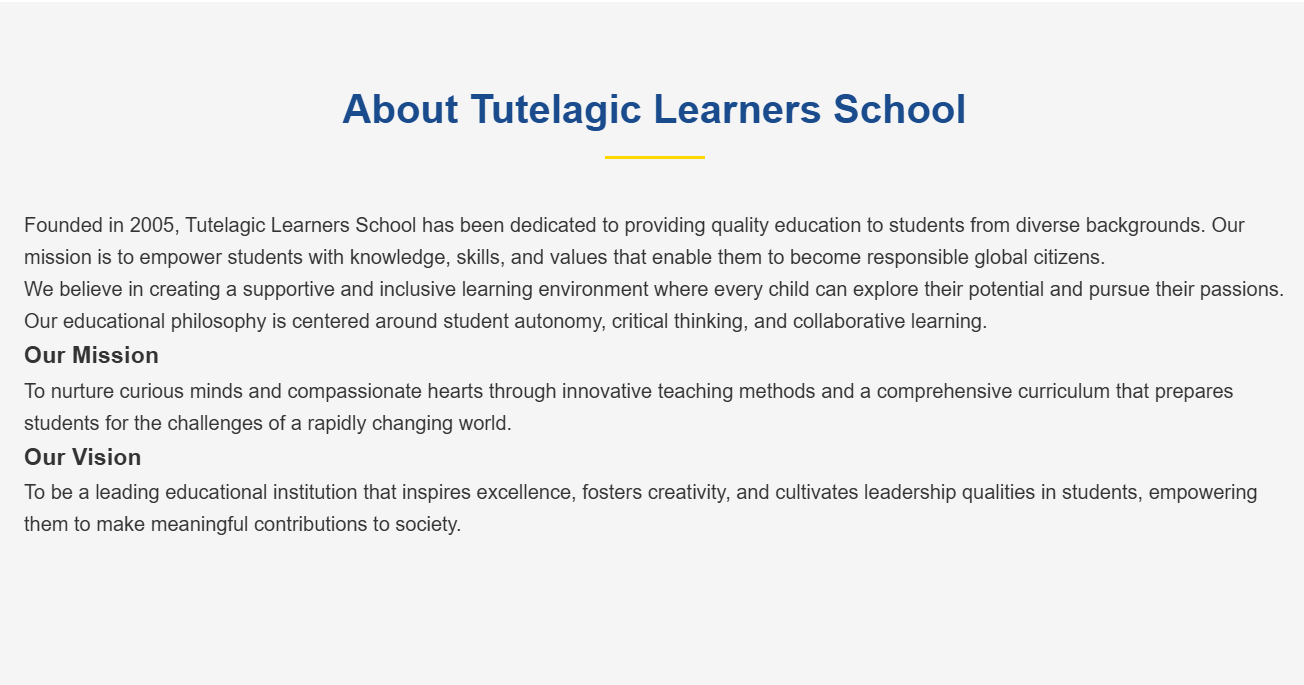 About Tutelagic Learners School
Founded in 2005, Tutelagic Learners School has been dedicated to providing quality education to students from diverse backgrounds. Our
mission is to empower students with knowledge, skills, and values that enable them to become responsible global citizens.
We believe in creating a supportive and inclusive learning environment where every child can explore their potential and pursue their passions.
Our educational philosophy is centered around student autonomy, critical thinking, and collaborative learning.
Our Mission
To nurture curious minds and compassionate hearts through innovative teaching methods and a comprehensive curriculum that prepares
students for the challenges of a rapidly changing world.
Our Vision
To be a leading educational institution that inspires excellence, fosters creativity, and cultivates leadership qualities in students, empowering
them to make meaningful contributions to society.